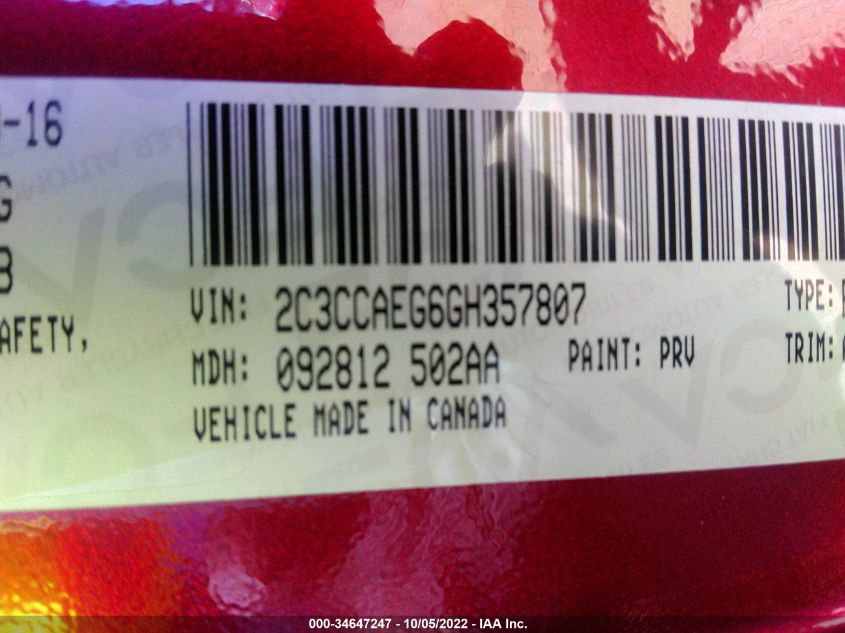 -16
G
B
AFETY,
VIN: 2C3CCAEG6GH357807
TYPE:
MDH: 092812 502AA
PAINT: PRV
TRIM:
VEHICLE MADE IN CANADA
000-34647247 - 10/05/2022 - IAA Inc.